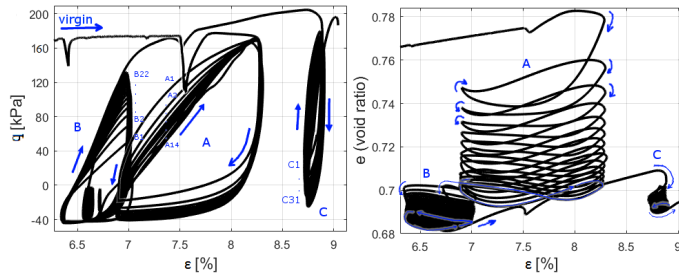 virgin
200
160
120
80
40
0
-40
q [kPa]
B22
B2
B1
B
A1
A2
A14
A
C1
C31
C
6.5
7
7.5
8
8.5
9
ε [%]
0.78
0.76
0.74
0.72
0.7
0.68
e (void ratio)
A
B
C
6.5
7
7.5
8
8.5
9
ε [%]